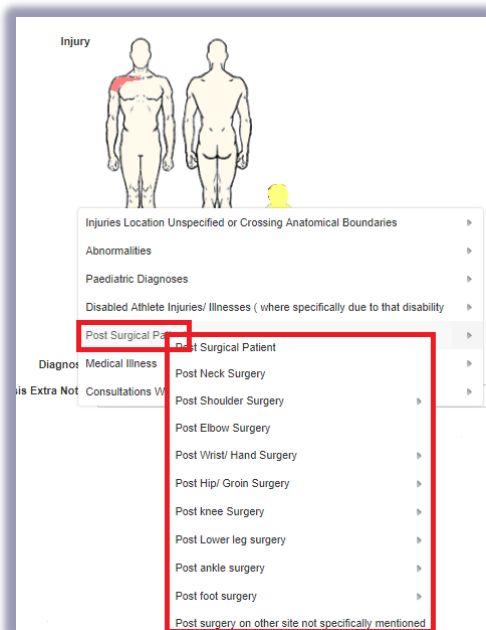 Injury
Injuries Location Unspecified or Crossing Anatomical Boundaries
Abnormalities
Paediatric Diagnoses
Disabled Athlete Injuries/ Illnesses ( where specifically due to that disability
Post Surgical Pa
Post Surgical Patient
Diagnos
Medical Illness
Post Neck Surgery
sis Extra Not
Consultations W
Post Shoulder Surgery
Post Elbow Surgery
Post Wrist/ Hand Surgery
Post Hip/ Groin Surgery
Post knee Surgery
Post Lower leg surgery
Post ankle surgery
Post foot surgery
Post surgery on other site not specifically mentioned